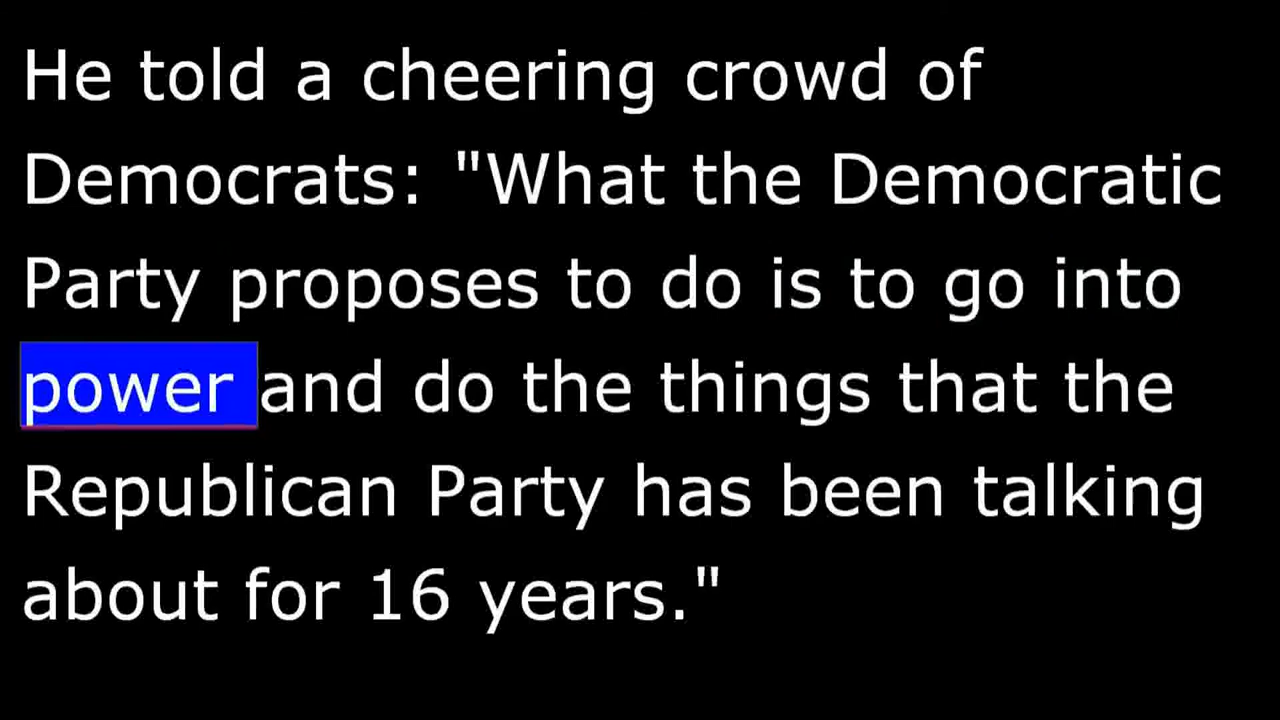 He told a cheering crowd of
Democrats: "What the Democratic
Party proposes to do is to go into
power and do the things that the
Republican Party has been talking
about for 16 years."